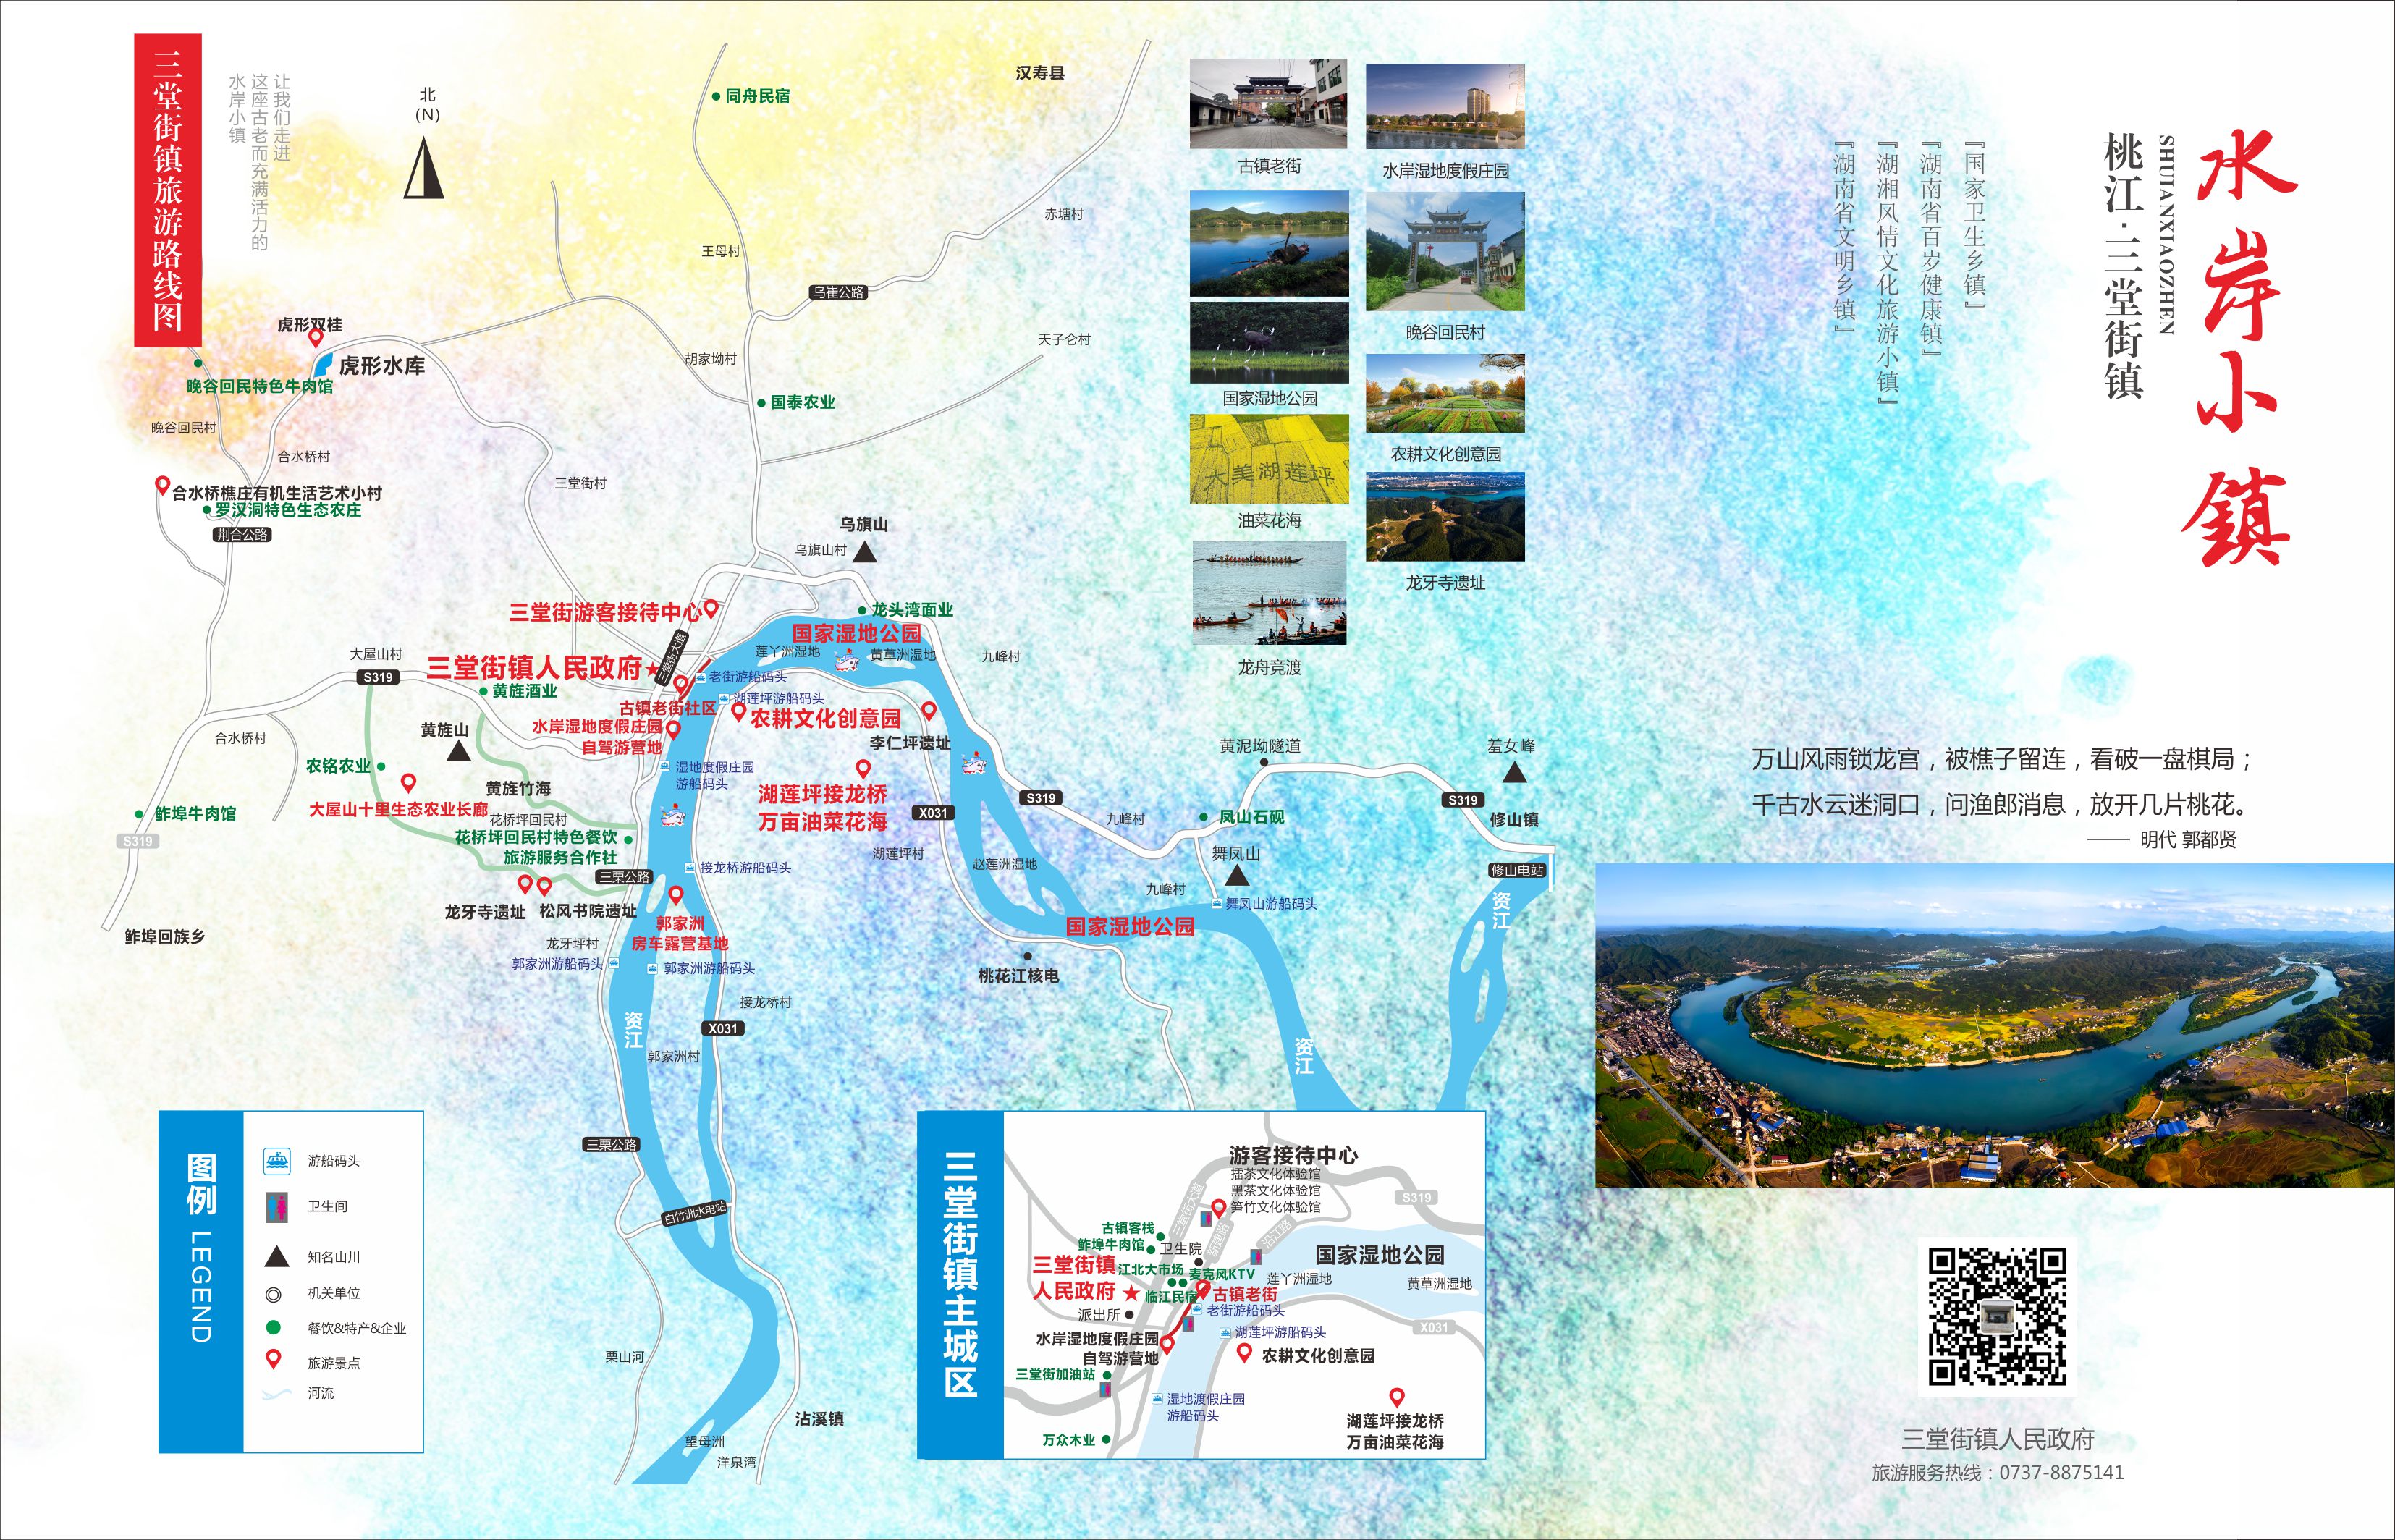 三堂街镇旅游路线图
让我们走进
这座古老而充满活力的
水岸小镇
北
(N)
同舟民宿
汉寿县
赤塘村
王母村
乌崔公路
虎形双桂
虎形水库
晚谷回民特色牛肉馆
晚谷回民村
合水桥村
胡家坳村
天子仑村
国泰农业
三堂街村
合水桥樵庄有机生活艺术小村
罗汉洞特色生态农庄
荆合公路
乌旗山
乌旗山村
三堂街游客接待中心
龙头湾面业
国家湿地公园
莲丫洲湿地
黄草洲湿地
九峰村
三堂街大道
大屋山村
S319
三堂街镇人民政府
黄旌酒业
老街游船码头
湖莲坪游船码头
古镇老街社区
农耕文化创意园
水岸湿地度假庄园
自驾游营地
李仁坪遗址
黄旌山
合水桥村
农铭农业
湿地度假庄园
游船码头
大屋山十里生态农业长廊
黄旌竹海
湖莲坪接龙桥
万亩油菜花海
X031
S319
黄泥坳隧道
羞女峰
S319
修山镇
鲊埠牛肉馆
S319
花桥坪回民村
花桥坪回民村特色餐饮
旅游服务合作社
湖莲坪村
九峰村
凤山石砚
舞凤山
赵莲洲湿地
接龙桥游船码头
三栗公路
修山电站
九峰村
舞凤山游船码头
资江
龙牙寺遗址
松风书院遗址
郭家洲
房车露营基地
国家湿地公园
鲊埠回族乡
龙牙坪村
郭家洲游船码头
郭家洲游船码头
桃花江核电
接龙桥村
资江
X031
郭家洲村
资江
三栗公路
白竹洲水电站
栗山河
沾溪镇
望母洲
洋泉湾
图例 LEGEND
游船码头
卫生间
知名山川
机关单位
餐饮&特产&企业
旅游景点
河流
三堂街镇主城区
游客接待中心
擂茶文化体验馆
黑茶文化体验馆
笋竹文化体验馆
S319
三堂街大道
新建路
沿江路
古镇客栈
鲊埠牛肉馆
卫生院
国家湿地公园
三堂街镇
人民政府
江北大市场
麦克风KTV
莲丫洲湿地
黄草洲湿地
临江民宿
古镇老街
派出所
老街游船码头
湖莲坪游船码头
X031
水岸湿地度假庄园
自驾游营地
农耕文化创意园
三堂街加油站
湿地渡假庄园
游船码头
湖莲坪接龙桥
万亩油菜花海
万众木业
古镇老街
水岸湿地度假庄园
国家湿地公园
晚谷回民村
大美湖莲坪
油菜花海
农耕文化创意园
龙牙寺遗址
龙舟竞渡
水岸小鎮
SHUIANXIAOZHEN
桃江·三堂街镇
『国家卫生乡镇』
『湖南省百岁健康镇』
『湖湘风情文化旅游小镇』
『湖南省文明乡镇』
万山风雨锁龙宫，被樵子留连，看破一盘棋局；
千古水云迷洞口，问渔郎消息，放开几片桃花。
—— 明代 郭都贤
三堂街镇人民政府
旅游服务热线：0737-8875141